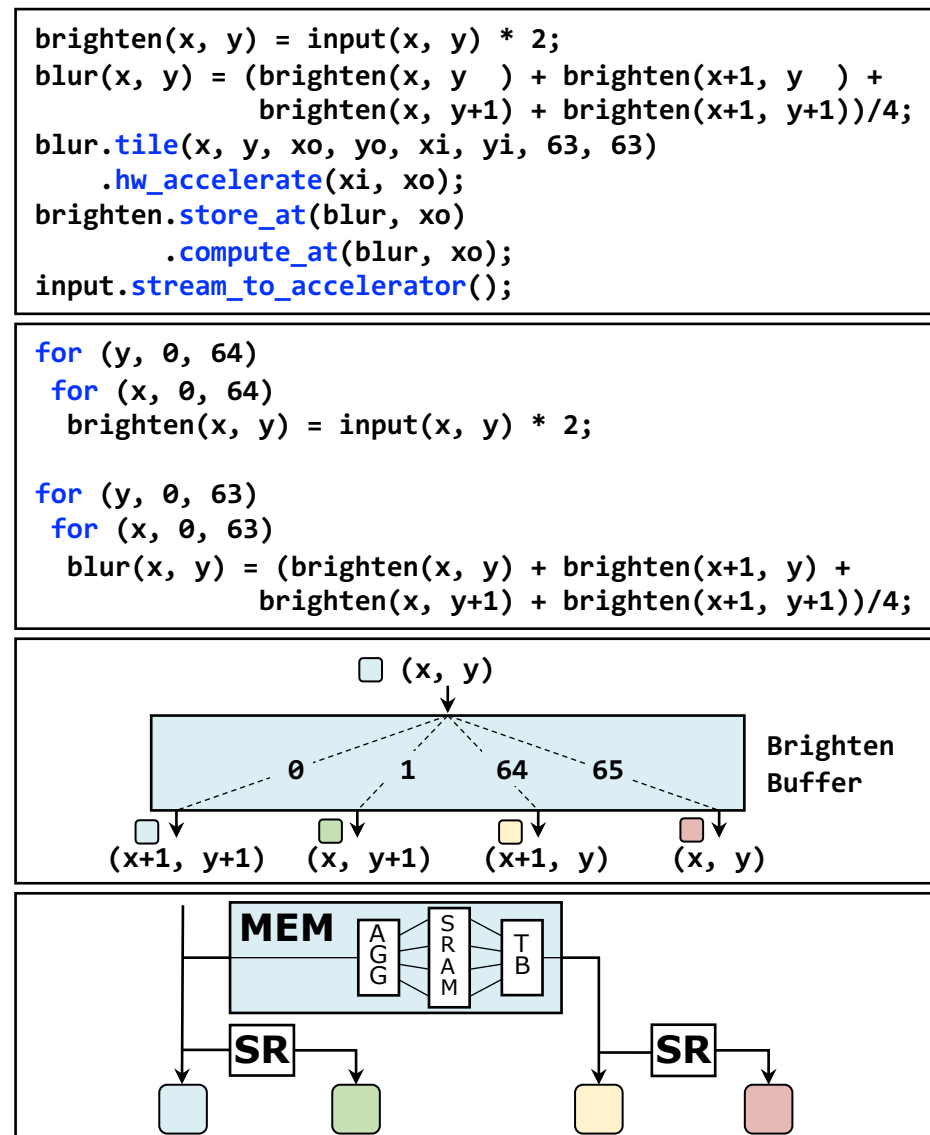 brighten(x, y) = input(x, y) * 2;
blur(x, y) = (brighten(x, y  ) + brighten(x+1, y  ) +
              brighten(x, y+1) + brighten(x+1, y+1))/4;
blur.tile(x, y, xo, yo, xi, yi, 63, 63)
    .hw_accelerate(xi, xo);
brighten.store_at(blur, xo)
        .compute_at(blur, xo);
input.stream_to_accelerator();
for (y, 0, 64)
 for (x, 0, 64)
  brighten(x, y) = input(x, y) * 2;
for (y, 0, 63)
 for (x, 0, 63)
  blur(x, y) = (brighten(x, y) + brighten(x+1, y) +
              brighten(x, y+1) + brighten(x+1, y+1))/4;
(x, y)
0 1 64 65
Brighten
Buffer
(x+1, y+1) (x, y+1) (x+1, y) (x, y)
MEM
AGG
SRAM
TB
SR
SR